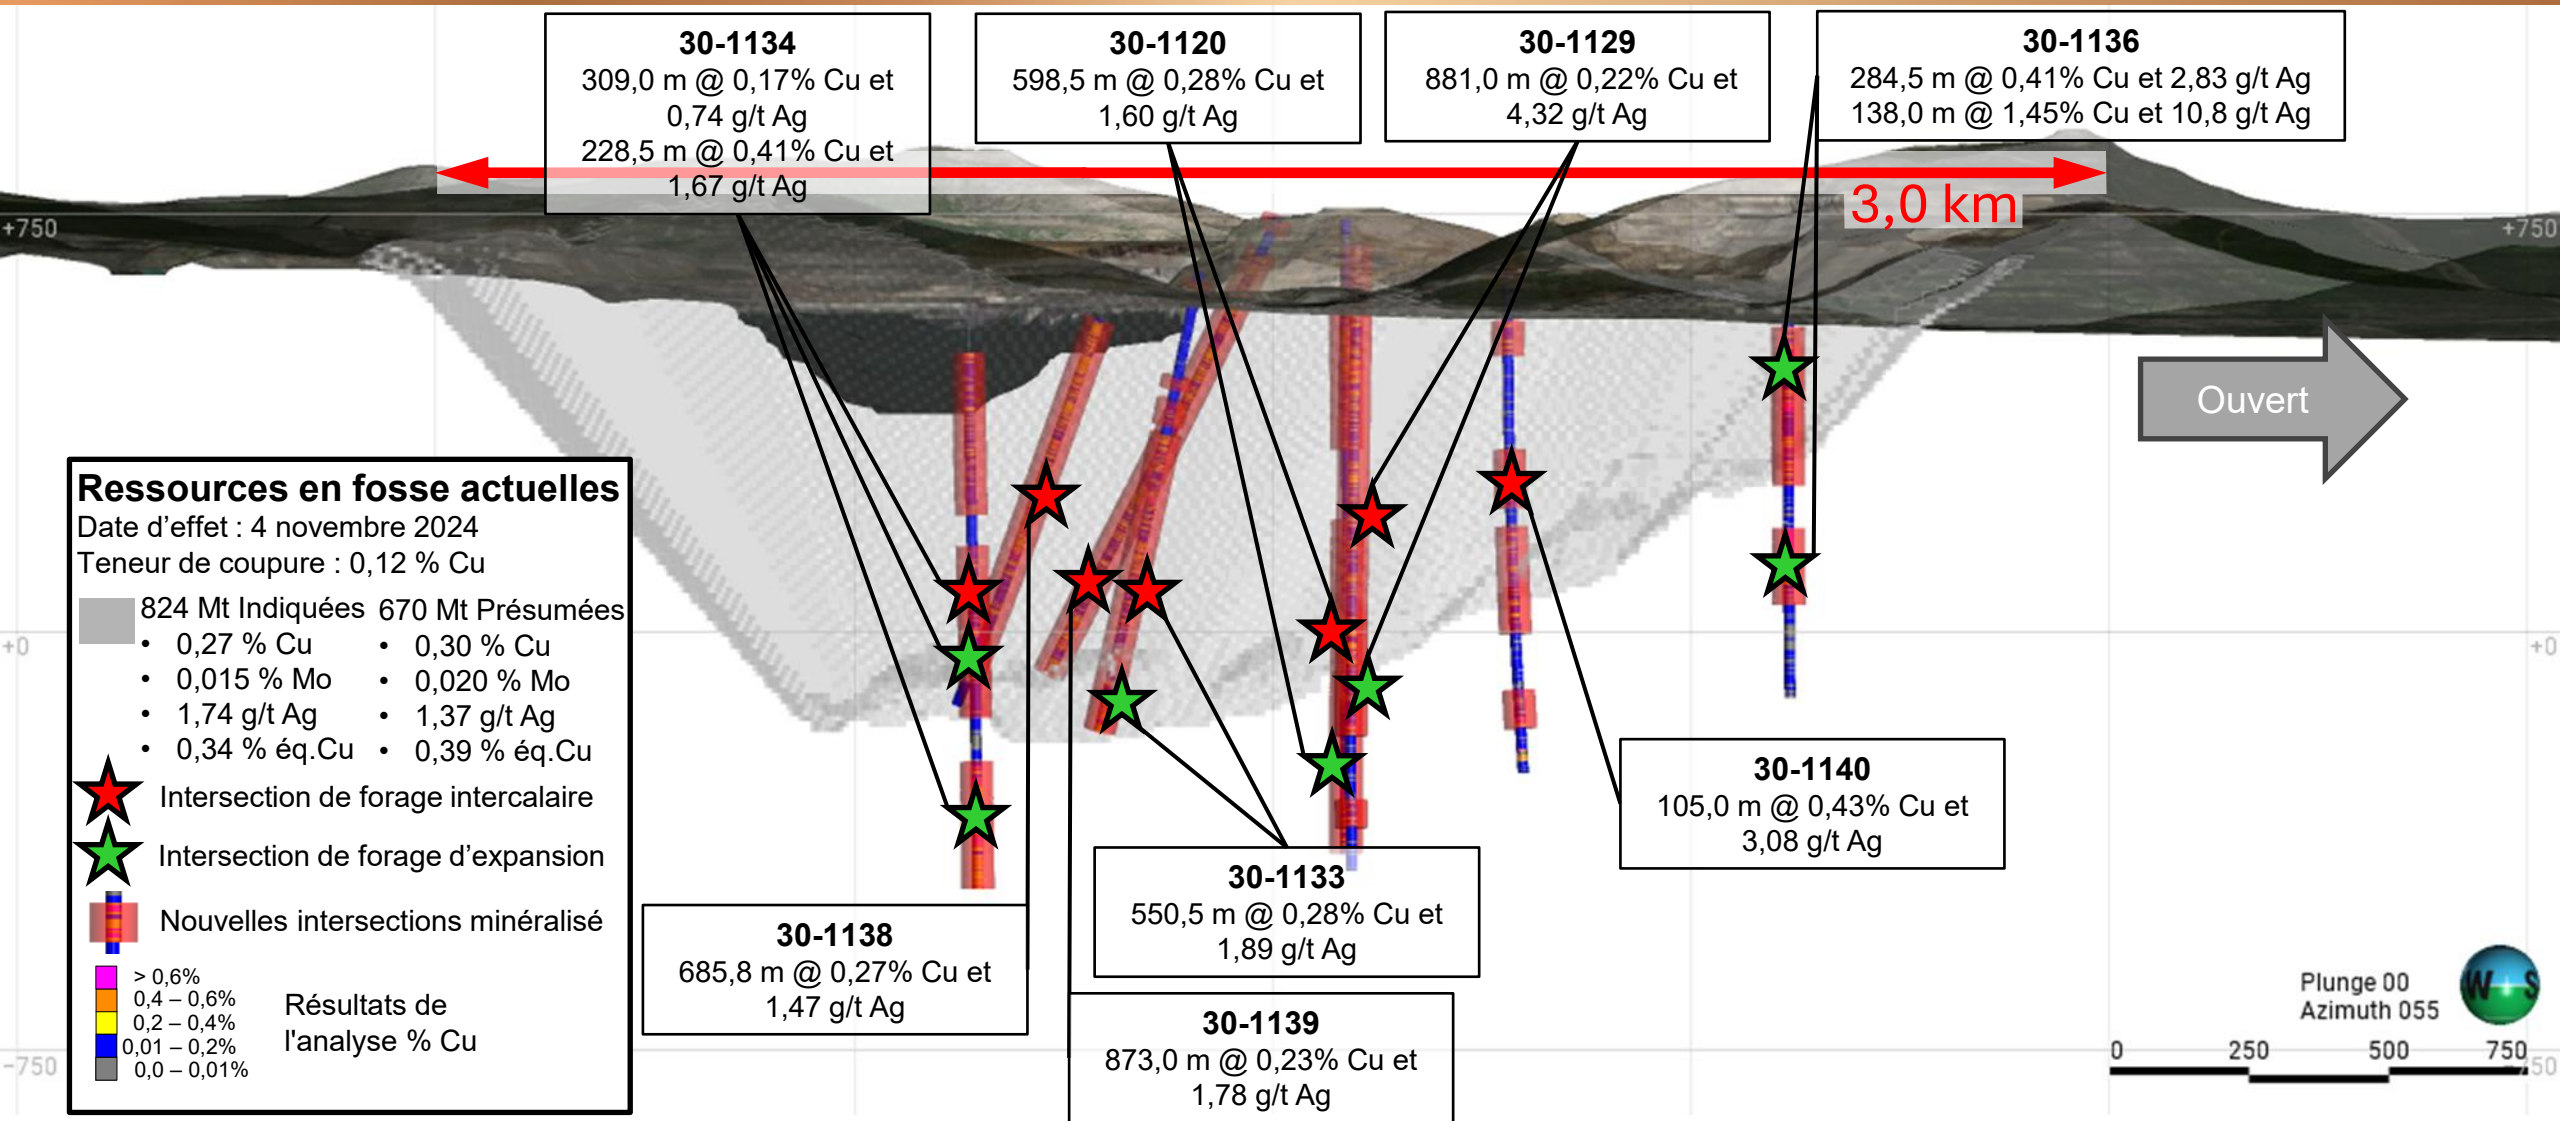 30-1134
309,0 m @ 0,17% Cu et
0,74 g/t Ag
228,5 m @ 0,41% Cu et
1,67 g/t Ag
30-1120
598,5 m @ 0,28% Cu et
1,60 g/t Ag
30-1129
881,0 m @ 0,22% Cu et
4,32 g/t Ag
30-1136
284,5 m @ 0,41% Cu et 2,83 g/t Ag
138,0 m @ 1,45% Cu et 10,8 g/t Ag
3,0 km
+750
+750
Ouvert
Ressources en fosse actuelles
Date d'effet : 4 novembre 2024
Teneur de coupure : 0,12 % Cu
824 Mt Indiquées
• 0,27 % Cu
• 0,015 % Mo
• 1,74 g/t Ag
• 0,34 % éq.Cu
670 Mt Présumées
• 0,30 % Cu
• 0,020 % Mo
• 1,37 g/t Ag
• 0,39 % éq.Cu
Intersection de forage intercalaire
Intersection de forage d'expansion
Nouvelles intersections minéralisé
> 0,6%
0,4 – 0,6%
0,2 – 0,4%
0,01 – 0,2%
0,0 – 0,01%
Résultats de
l'analyse % Cu
+0
+0
30-1140
105,0 m @ 0,43% Cu et
3,08 g/t Ag
30-1133
550,5 m @ 0,28% Cu et
1,89 g/t Ag
30-1138
685,8 m @ 0,27% Cu et
1,47 g/t Ag
30-1139
873,0 m @ 0,23% Cu et
1,78 g/t Ag
Plunge 00
Azimuth 055
W S
0 250 500 750
-750